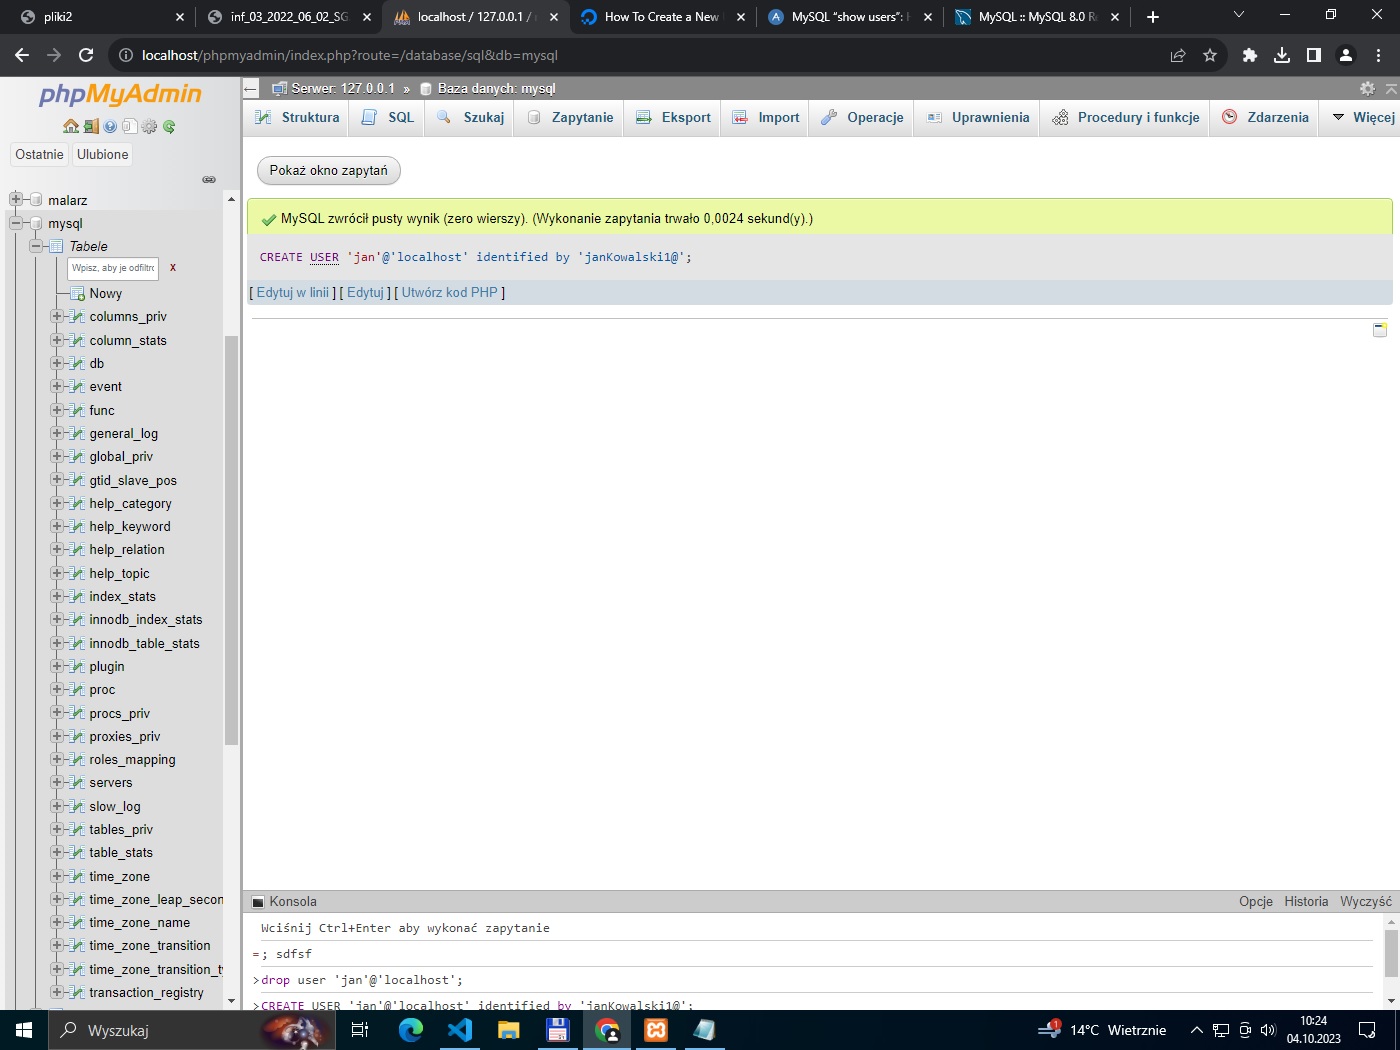 pliki2
inf_03_2022_06_02_SG
localhost / 127.0.0.1 /
How To Create a New
MySQL "show users":
MySQL :: MySQL 8.0 R
localhost/phpmyadmin/index.php?route=/database/sql&db=mysql
phpMyAdmin
Ostatnie
Ulubione
malarz
mysql
Tabele
Wpisz, aby je odfiltrc
X
Nowy
columns_priv
column_stats
db
event
func
general_log
global_priv
gtid_slave_pos
help_category
help_keyword
help_relation
help_topic
index_stats
innodb_index_stats
innodb_table_stats
plugin
proc
procs_priv
proxies_priv
roles_mapping
servers
slow_log
tables_priv
table_stats
time_zone
time_zone_leap_secon
time_zone_name
time_zone_transition
time_zone_transition_ty
transaction_registry
Serwer: 127.0.0.1 » Baza danych: mysql
Struktura
SQL
Szukaj
Zapytanie
Eksport
Import
Operacje
Uprawnienia
Procedury i funkcje
Zdarzenia
Więcej
Pokaż okno zapytań
MySQL zwrócił pusty wynik (zero wierszy). (Wykonanie zapytania trwało 0,0024 sekund(y).)
CREATE USER 'jan'@'localhost' identified by 'janKowalski1@';
[ Edytuj w linii ] [ Edytuj ] [ Utwórz kod PHP ]
Konsola
Opcje
Historia
Wyczyść
Wciśnij Ctrl+Enter aby wykonać zapytanie
=; sdfsf
>drop user 'jan'@'localhost';
>CREATE USER 'jan'@'localhost' identified by 'janKowalski1@';
Wyszukaj
1
14°C Wietrznie
10:24
04.10.2023